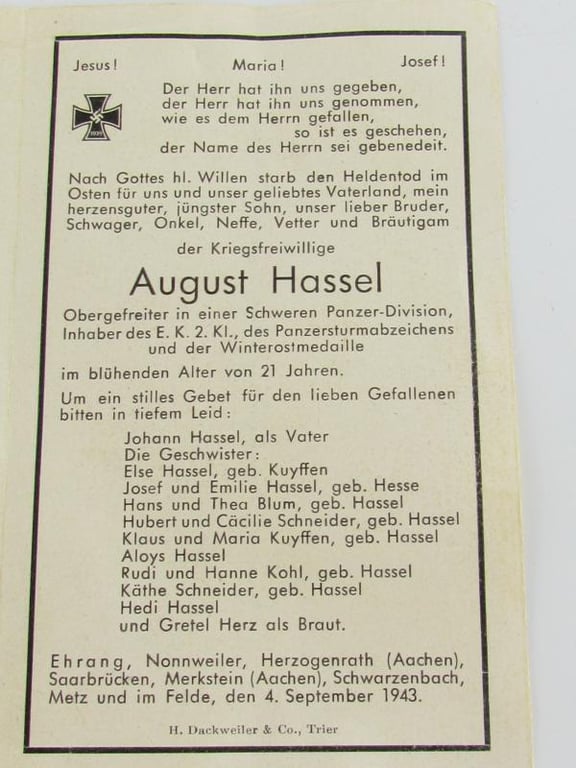 Jesus! Maria! Josef!
Der Herr hat ihn uns gegeben,
der Herr hat ihn uns genommen,
wie es dem Herrn gefallen,
so ist es geschehen,
der Name des Herrn sei gebenedeit.
1939
Nach Gottes hl. Willen starb den Heldentod im
Osten für uns und unser geliebtes Vaterland, mein
herzensguter, jüngster Sohn, unser lieber Bruder,
Schwager, Onkel, Neffe, Vetter und Bräutigam
der Kriegsfreiwillige
August Hassel
Obergefreiter in einer Schweren Panzer-Division,
Inhaber des E. K. 2. Kl., des Panzersturmabzeichens
und der Winterostmedaille
im blühenden Alter von 21 Jahren.
Um ein stilles Gebet für den lieben Gefallenen
bitten in tiefem Leid:
Johann Hassel, als Vater
Die Geschwister:
Else Hassel, geb. Kuyffen
Josef und Emilie Hassel, geb. Hesse
Hans und Thea Blum, geb. Hassel
Hubert und Cäcilie Schneider, geb. Hassel
Klaus und Maria Kuyffen, geb. Hassel
Aloys Hassel
Rudi und Hanne Kohl, geb. Hassel
Käthe Schneider, geb. Hassel
Hedi Hassel
und Gretel Herz als Braut.
Ehrang, Nonnweiler, Herzogenrath (Aachen),
Saarbrücken, Merkstein (Aachen), Schwarzenbach,
Metz und im Felde, den 4. September 1943.
H. Dackweiler & Co., Trier